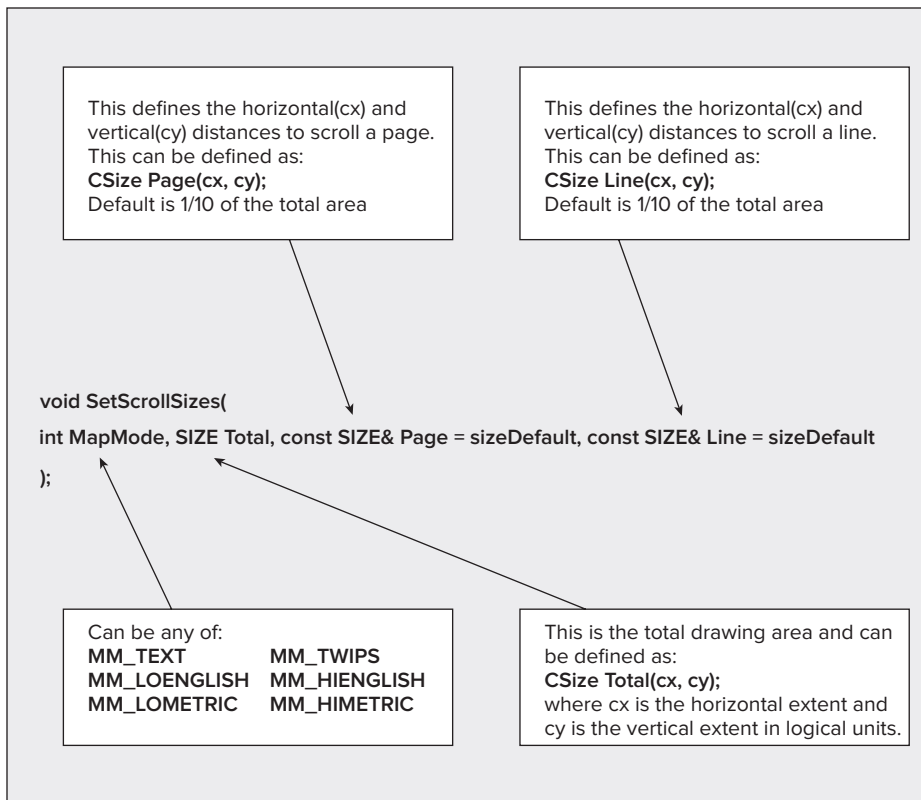 This defines the horizontal(cx) and
vertical(cy) distances to scroll a page.
This can be defined as:
CSize Page(cx, cy);
Default is 1/10 of the total area
This defines the horizontal(cx) and
vertical(cy) distances to scroll a line.
This can be defined as:
CSize Line(cx, cy);
Default is 1/10 of the total area
void SetScrollSizes(
int MapMode, SIZE Total, const SIZE& Page = sizeDefault, const SIZE& Line = sizeDefault
);
Can be any of:
MM_TEXT MM_TWIPS
MM_LOENGLISH MM_HIENGLISH
MM_LOMETRIC MM_HIMETRIC
This is the total drawing area and can
be defined as:
CSize Total(cx, cy);
where cx is the horizontal extent and
cy is the vertical extent in logical units.